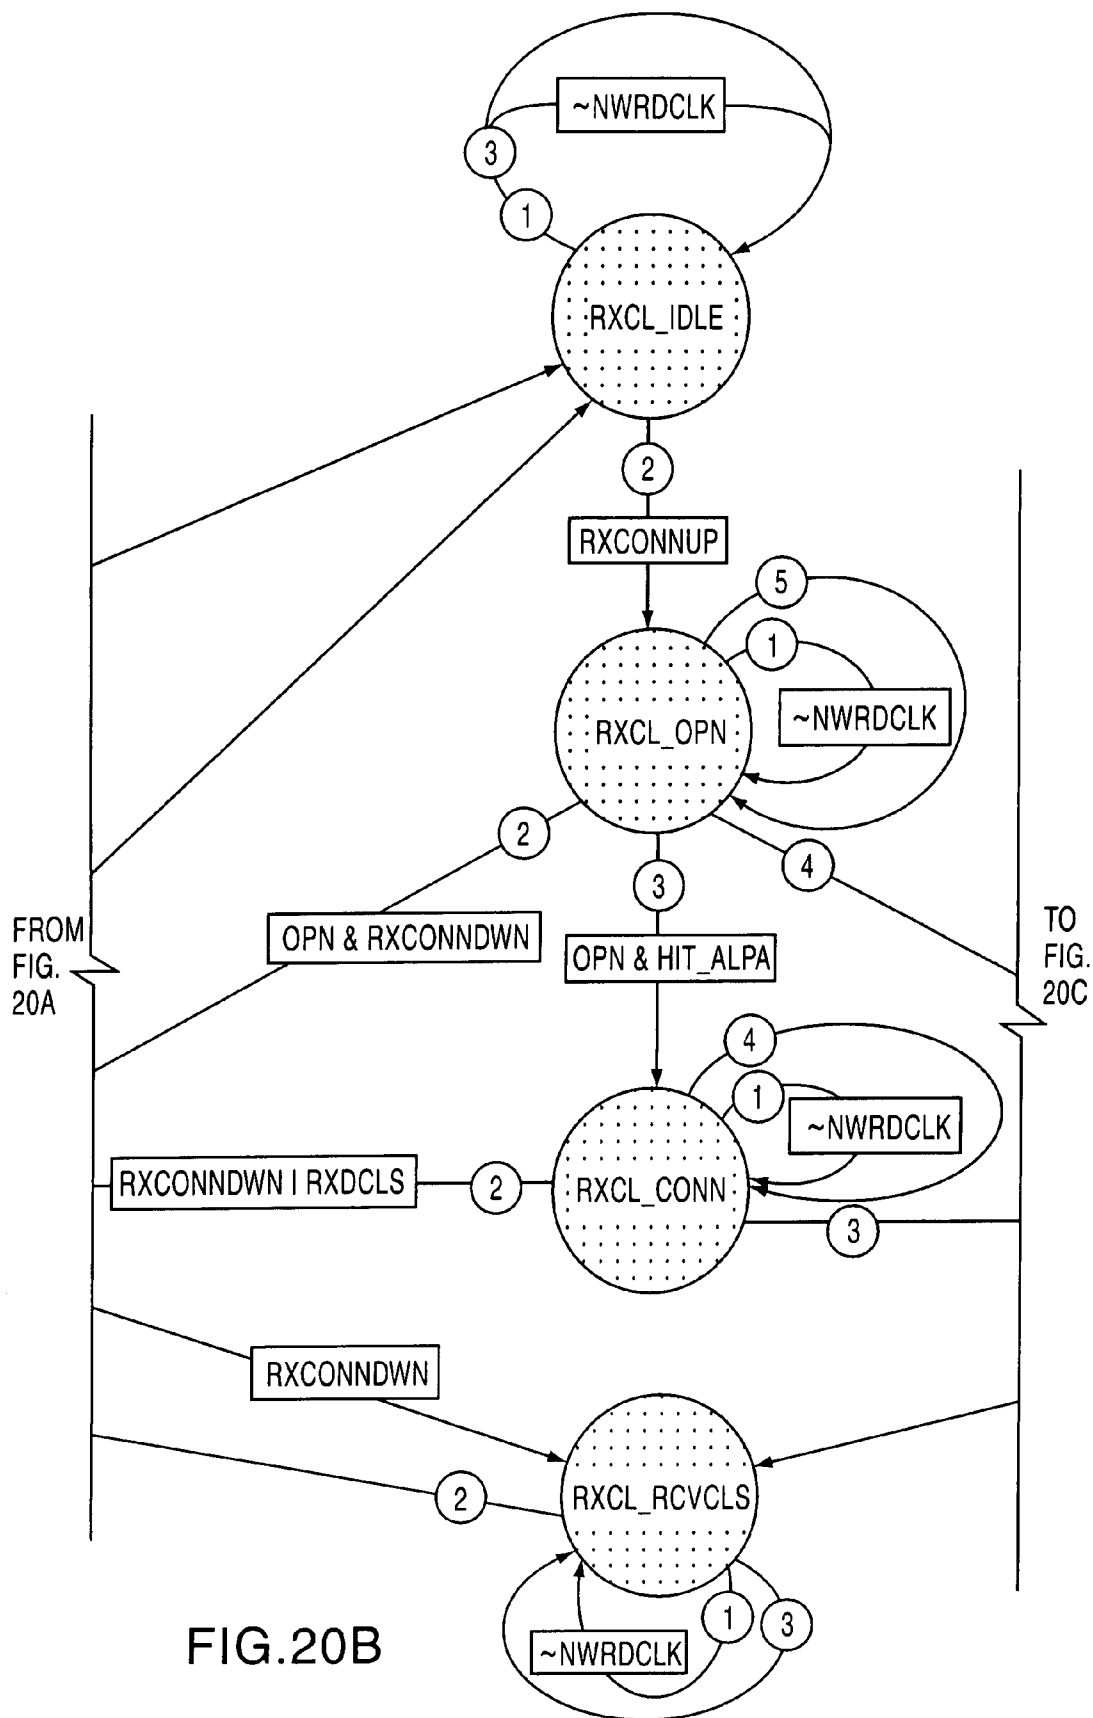 ~NWRDCLK
3
1
RXCL_IDLE
2
RXCONNUP
5
1
~NWRDCLK
RXCL_OPN
2
4
3
OPN & RXCONNDWN
OPN & HIT_ALPA
FROM
FIG.
20A
TO
FIG.
20C
4
1
~NWRDCLK
RXCONNDWN | RXDCLS
2
RXCL_CONN
3
RXCONNDWN
RXCL_RCVCLS
2
1
3
~NWRDCLK
FIG.20B